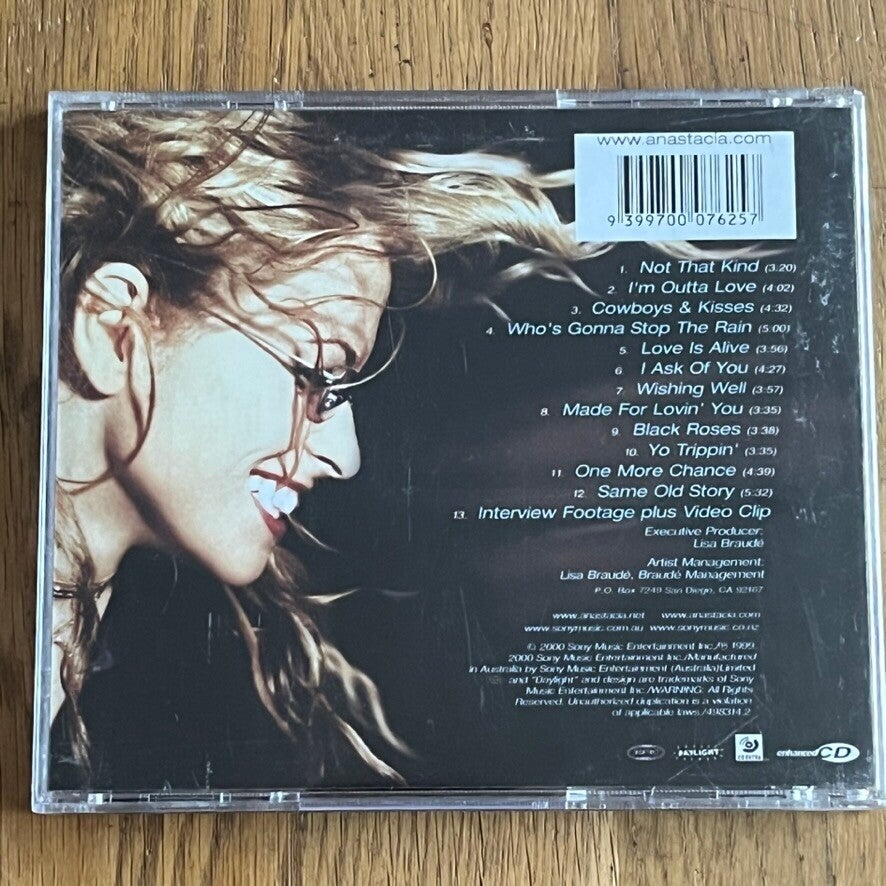 www.anastacia.com
9 399700 076257
1. Not That Kind (3:20)
2. I'm Outta Love (4:02)
3. Cowboys & Kisses (4:32)
4. Who's Gonna Stop The Rain (5:00)
5. Love Is Alive (3:56)
6. I Ask Of You (4:27)
7. Wishing Well (3:57)
8. Made For Lovin' You (3:35)
9. Black Roses (3:38)
10. Yo Trippin' (3:35)
11. One More Chance (4:39)
12. Same Old Story (5:32)
13. Interview Footage plus Video Clip
Executive Producer:
Lisa Braudé
Artist Management:
Lisa Braudé, Braudé Management
P.O. Box 7249 San Diego, CA 92167
www.anastacia.net www.anastacia.com
www.sonymusic.com.au www.sonymusic.co.nz
© 2000 Sony Music Entertainment Inc./℗ 1999,
2000 Sony Music Entertainment Inc./Manufactured
in Australia by Sony Music Entertainment (Australia) Limited
and "Daylight" and design are trademarks of Sony
Music Entertainment Inc./WARNING: All Rights
Reserved. Unauthorized duplication is a violation
of applicable laws./498314.2
DAYLIGHT
CD EXTRA
enhanced CD